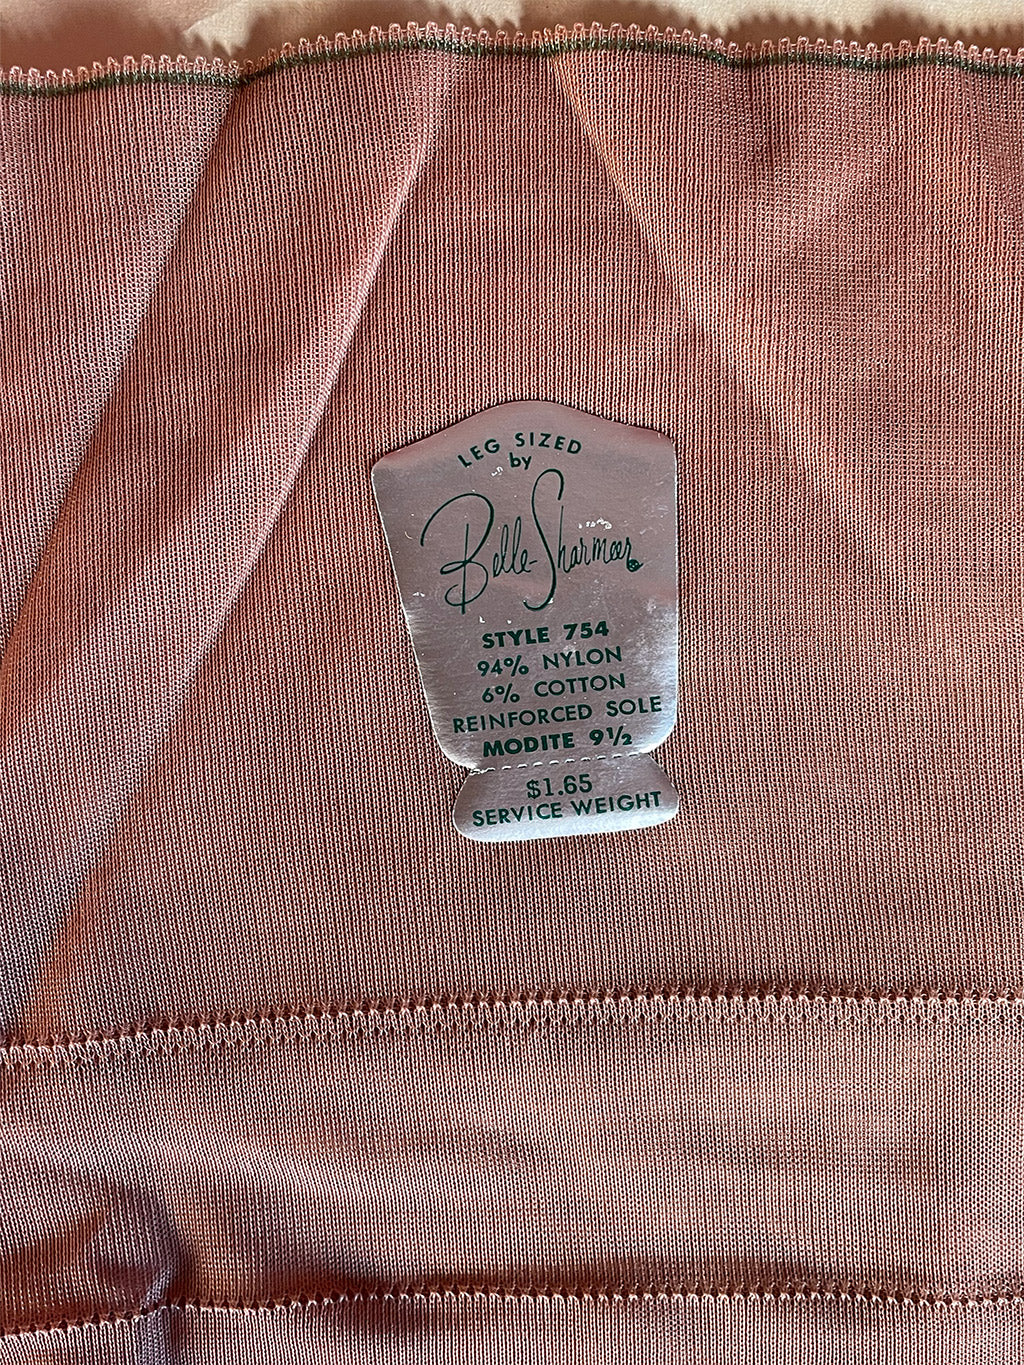 LEG SIZED
by
Belle-Sharmeer
STYLE 754
94% NYLON
6% COTTON
REINFORCED SOLE
MODITE 9½
$1.65
SERVICE WEIGHT